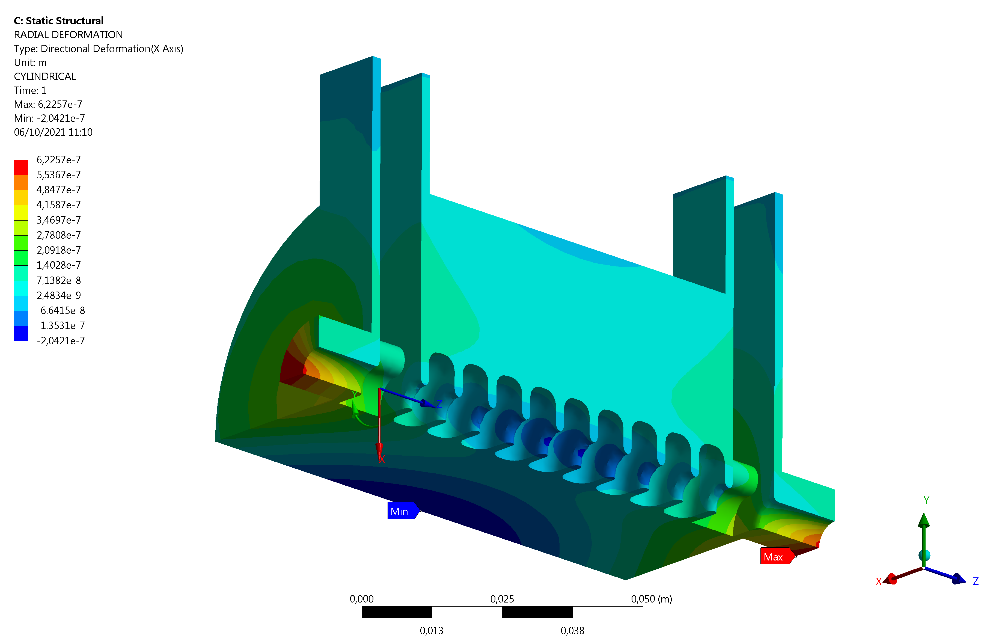 C: Static Structural
RADIAL DEFORMATION
Type: Directional Deformation(X Axis)
Unit: m
CYLINDRICAL
Time: 1
Max: 6,2257e-7
Min: -2,0421e-7
06/10/2021 11:10
6,2257e-7
5,5367e-7
4,8477e-7
4,1587e-7
3,4697e-7
2,7808e-7
2,0918e-7
1,4028e-7
7,1382e-8
2,4834e-9
-6,6415e-8
-1,3531e-7
-2,0421e-7
Z
X
Min
Max
Y
X
Z
0,000
0,025
0,050 (m)
0,013
0,038